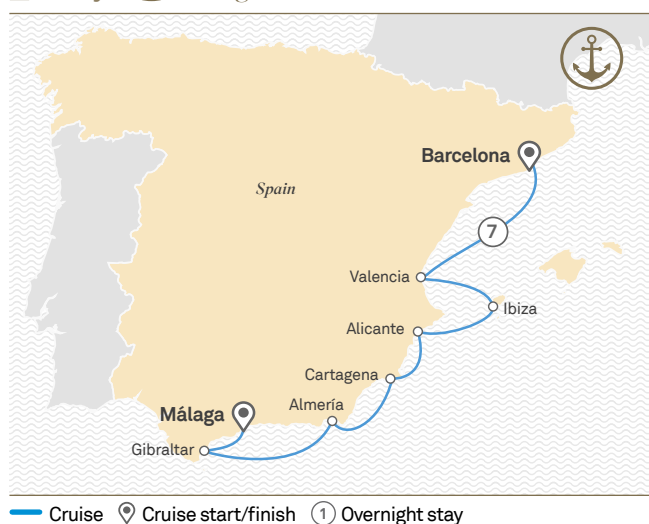 Barcelona
Spain
7
Valencia
Ibiza
Alicante
Cartagena
Almería
Málaga
Gibraltar
Cruise
Cruise start/finish
1 Overnight stay